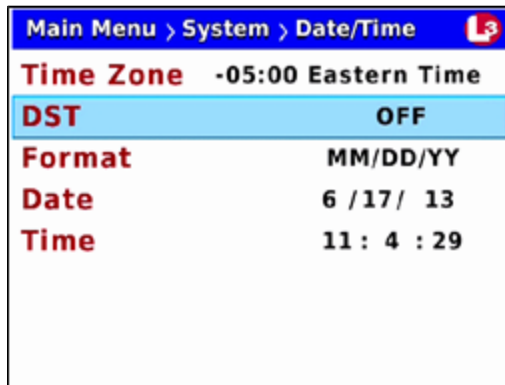 Main Menu > System > Date/Time L3
Time Zone -05:00 Eastern Time
DST OFF
Format MM/DD/YY
Date 6 /17/ 13
Time 11 : 4 : 29